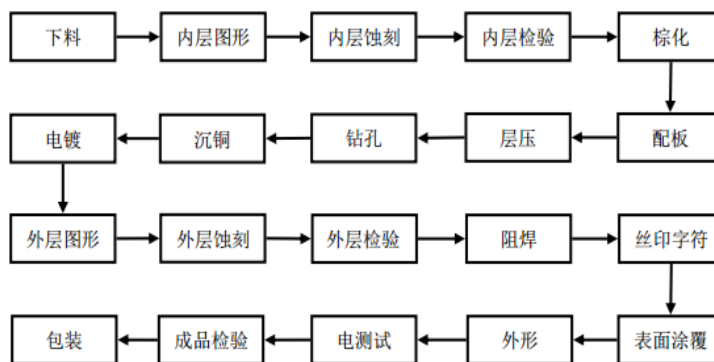 下料
内层图形
内层蚀刻
内层检验
棕化
配板
层压
钻孔
沉铜
电镀
外层图形
外层蚀刻
外层检验
阻焊
丝印字符
表面涂覆
外形
电测试
成品检验
包装